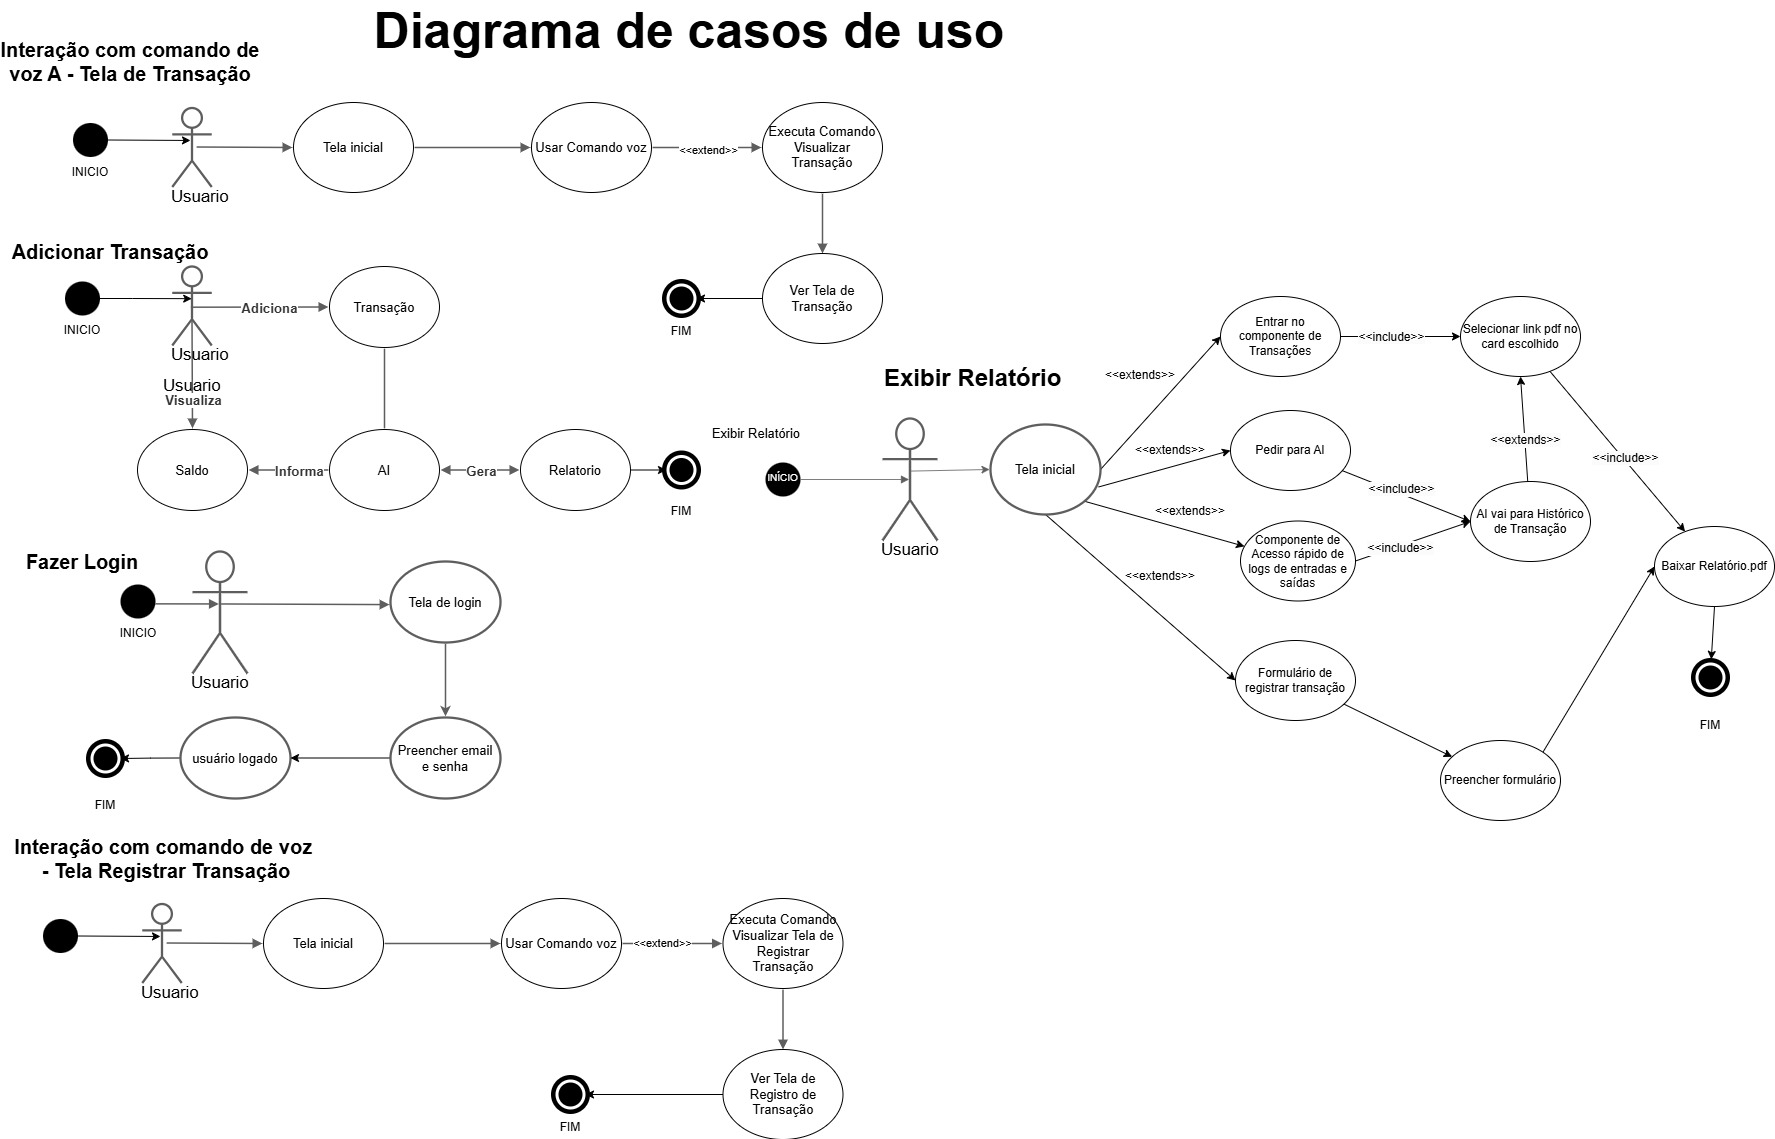 Diagrama de casos de uso
Interação com comando de
voz A - Tela de Transação
INICIO
Usuario
Tela inicial
Usar Comando voz
<<extend>>
Executa Comando
Visualizar
Transação
Ver Tela de
Transação
FIM
Adicionar Transação
INICIO
Usuario
Adiciona
Transação
Usuario
Visualiza
Saldo
Informa
AI
Gera
Relatorio
FIM
Fazer Login
INICIO
Usuario
Tela de login
Preencher email
e senha
usuário logado
FIM
Interação com comando de voz
- Tela Registrar Transação
Usuario
Tela inicial
Usar Comando voz
<<extend>>
Executa Comando
Visualizar Tela de
Registrar
Transação
Ver Tela de
Registro de
Transação
FIM
Exibir Relatório
Exibir Relatório
INÍCIO
Usuario
Tela inicial
<<extends>>
Entrar no
componente de
Transações
<<include>>
Selecionar link pdf no
card escolhido
<<extends>>
Pedir para AI
<<include>>
<<extends>>
AI vai para Histórico
de Transação
<<extends>>
Componente de
Acesso rápido de
logs de entradas e
saídas
<<include>>
<<include>>
Baixar Relatório.pdf
<<extends>>
Formulário de
registrar transação
Preencher formulário
FIM